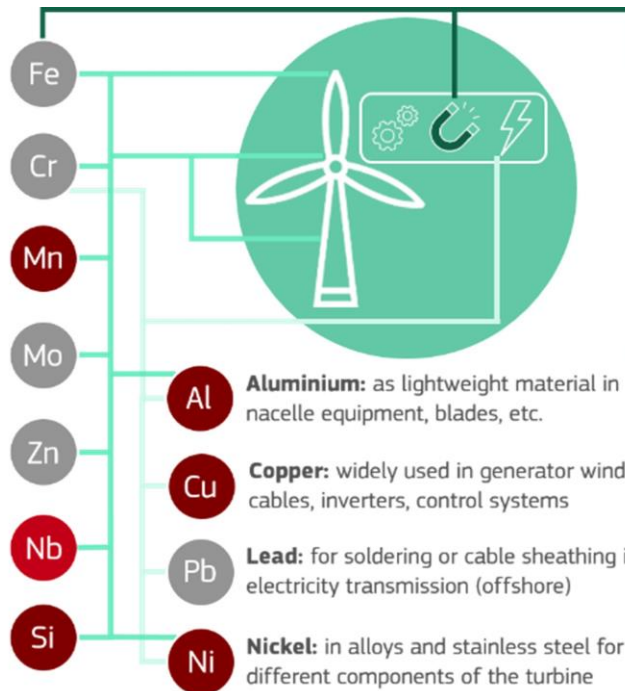 Fe
Cr
Mn
Mo
Zn
Nb
Si
Al
Aluminium: as lightweight material in
nacelle equipment, blades, etc.
Cu
Copper: widely used in generator wind
cables, inverters, control systems
Pb
Lead: for soldering or cable sheathing i
electricity transmission (offshore)
Ni
Nickel: in alloys and stainless steel for
different components of the turbine